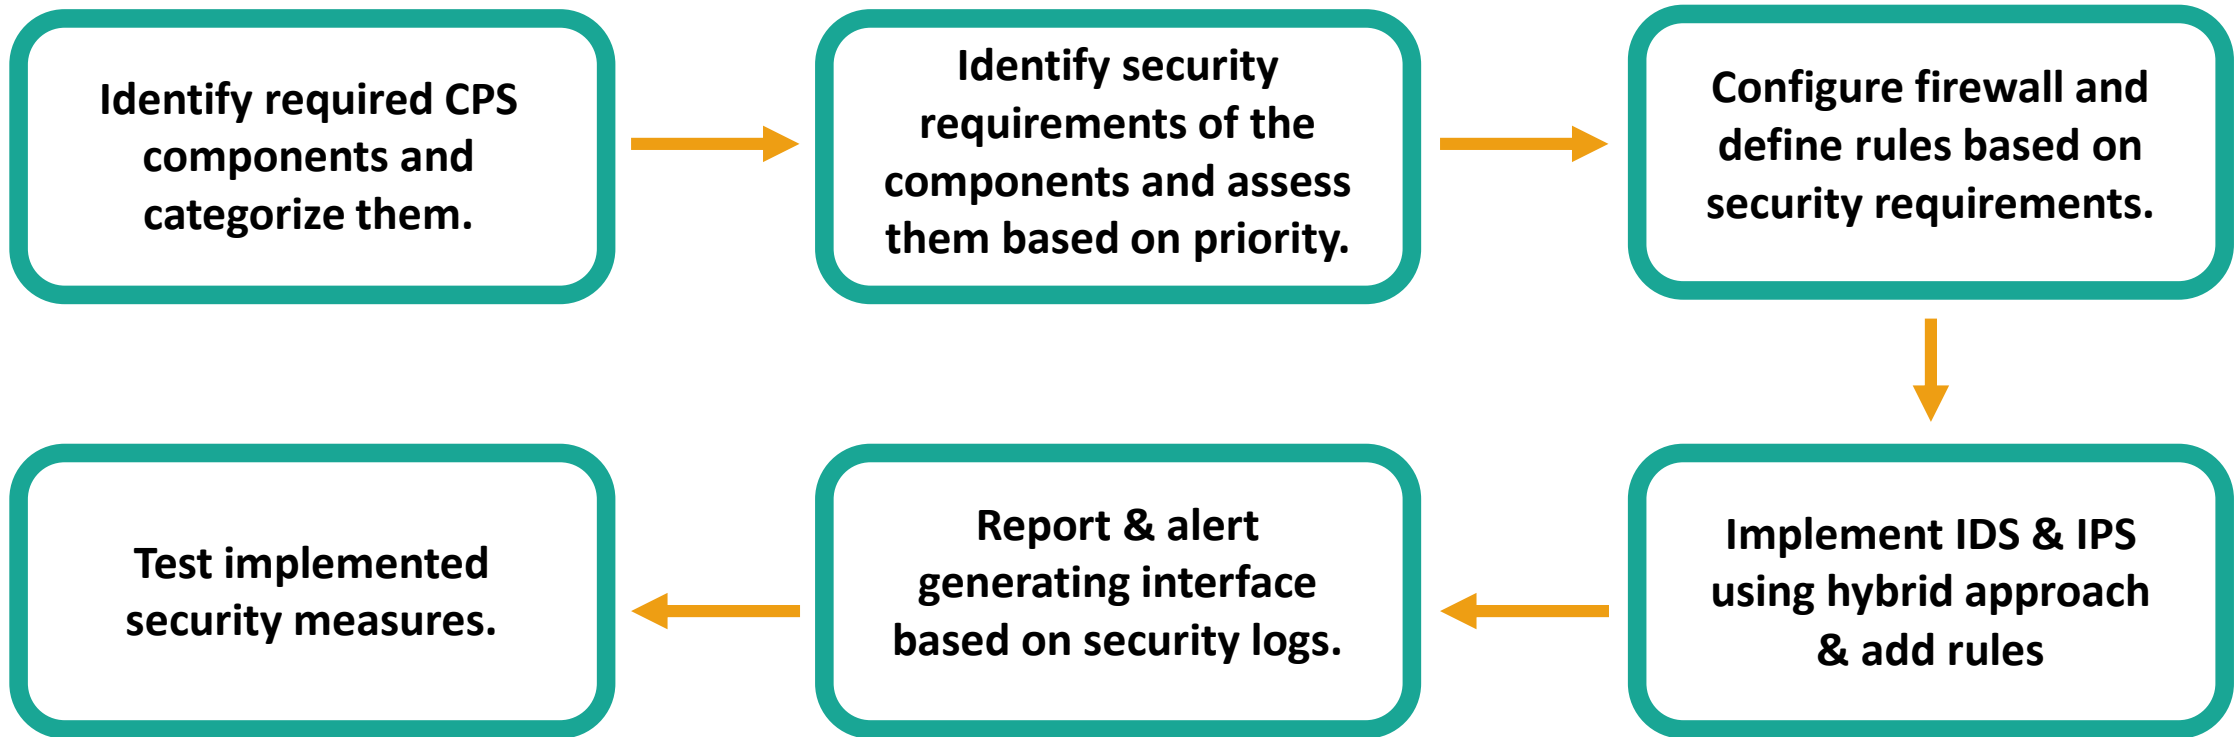 Identify required CPS
components and
categorize them.
Identify security
requirements of the
components and assess
them based on priority.
Configure firewall and
define rules based on
security requirements.
Implement IDS & IPS
using hybrid approach
& add rules
Report & alert
generating interface
based on security logs.
Test implemented
security measures.